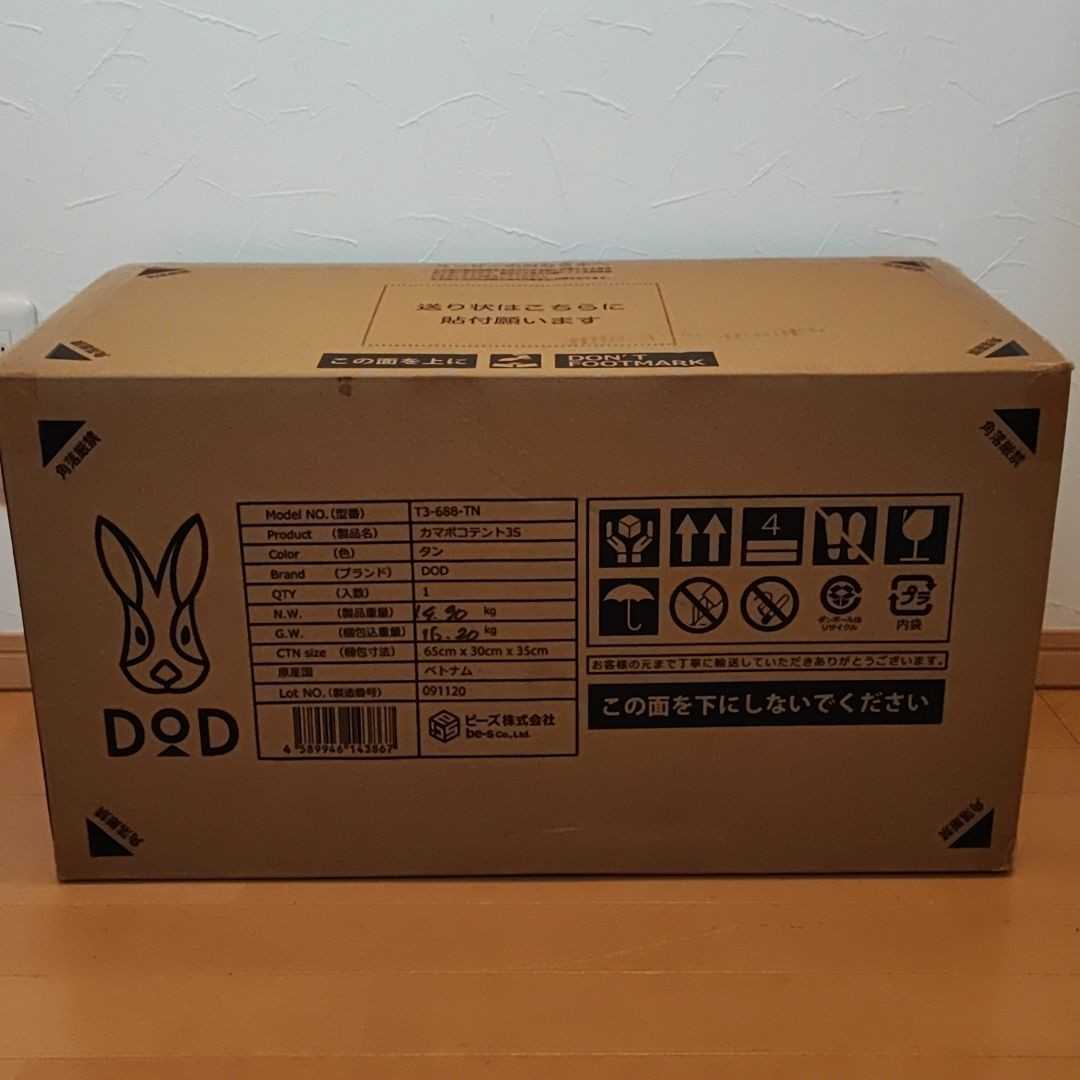 送り状はこちらに
貼付願います
この面を上に
DON'T
FOOTMARK
角落厳禁
角落厳禁
Model NO.(型番) T3-688-TN
Product (製品名) カマボコテント3S
Color (色) タン
Brand (ブランド) DOD
QTY (入数) 1
N.W. (製品重量) 14.90 kg
G.W. (梱包込重量) 16.20 kg
CTN size (梱包寸法) 65cm x 30cm x 35cm
原産国 ベトナム
Lot NO.(製造番号) 091120
4 589946 143867
ビーズ株式会社
be-s Co., Ltd.
DOD
4
ダンボールは
リサイクル
プラ
内袋
お客様の元まで丁寧に輸送していただきありがとうございます。
この面を下にしないでください
角落厳禁
角落厳禁